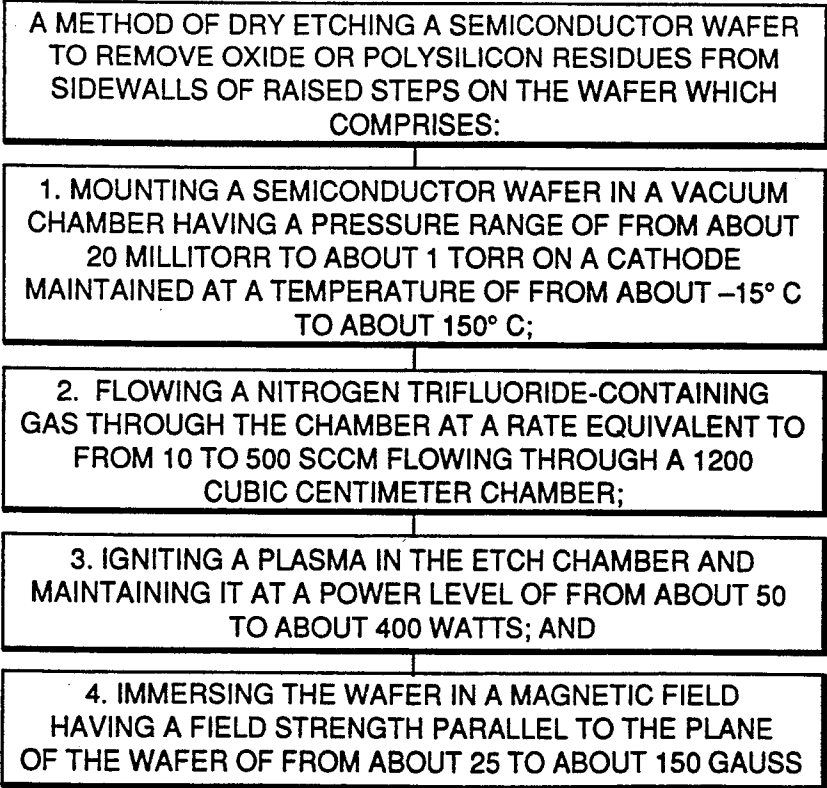 A METHOD OF DRY ETCHING A SEMICONDUCTOR WAFER
TO REMOVE OXIDE OR POLYSILICON RESIDUES FROM
SIDEWALLS OF RAISED STEPS ON THE WAFER WHICH
COMPRISES:
1. MOUNTING A SEMICONDUCTOR WAFER IN A VACUUM
CHAMBER HAVING A PRESSURE RANGE OF FROM ABOUT
20 MILLITORR TO ABOUT 1 TORR ON A CATHODE
MAINTAINED AT A TEMPERATURE OF FROM ABOUT –15° C
TO ABOUT 150° C;
2. FLOWING A NITROGEN TRIFLUORIDE-CONTAINING
GAS THROUGH THE CHAMBER AT A RATE EQUIVALENT TO
FROM 10 TO 500 SCCM FLOWING THROUGH A 1200
CUBIC CENTIMETER CHAMBER;
3. IGNITING A PLASMA IN THE ETCH CHAMBER AND
MAINTAINING IT AT A POWER LEVEL OF FROM ABOUT 50
TO ABOUT 400 WATTS; AND
4. IMMERSING THE WAFER IN A MAGNETIC FIELD
HAVING A FIELD STRENGTH PARALLEL TO THE PLANE
OF THE WAFER OF FROM ABOUT 25 TO ABOUT 150 GAUSS